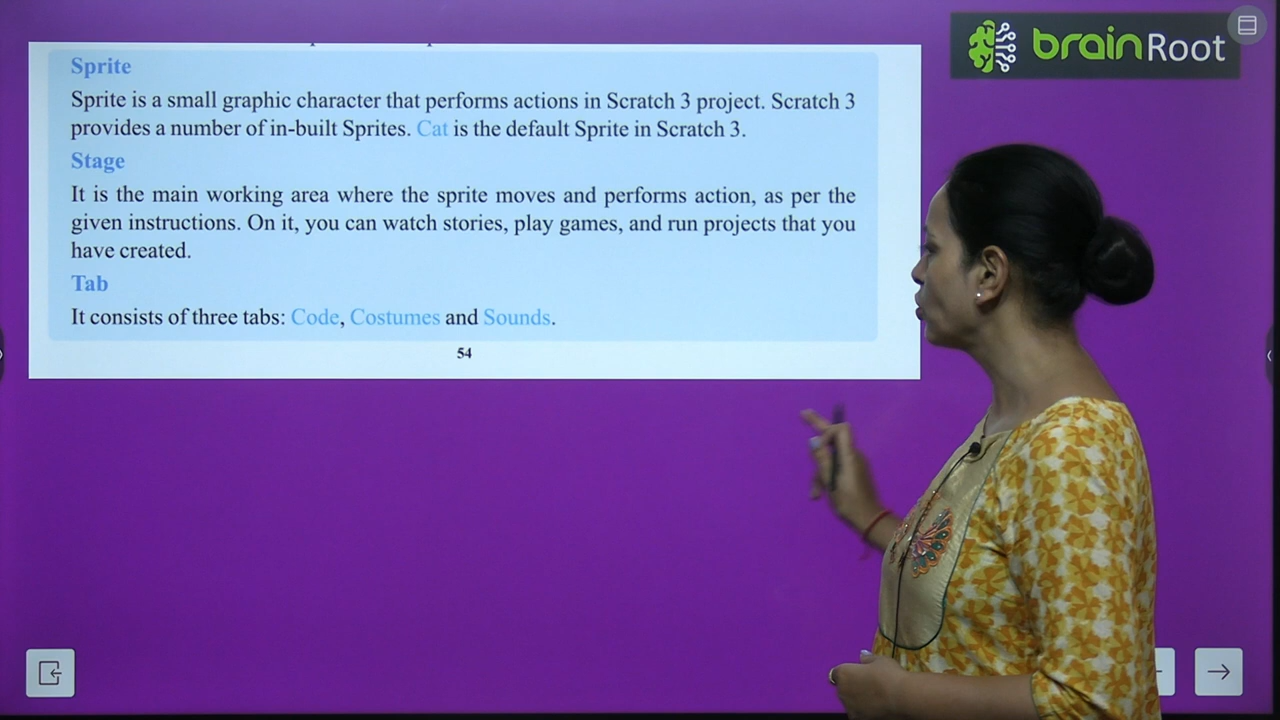 brainRoot
Sprite
Sprite is a small graphic character that performs actions in Scratch 3 project. Scratch 3
provides a number of in-built Sprites. Cat is the default Sprite in Scratch 3.
Stage
It is the main working area where the sprite moves and performs action, as per the
given instructions. On it, you can watch stories, play games, and run projects that you
have created.
Tab
It consists of three tabs: Code, Costumes and Sounds.
54